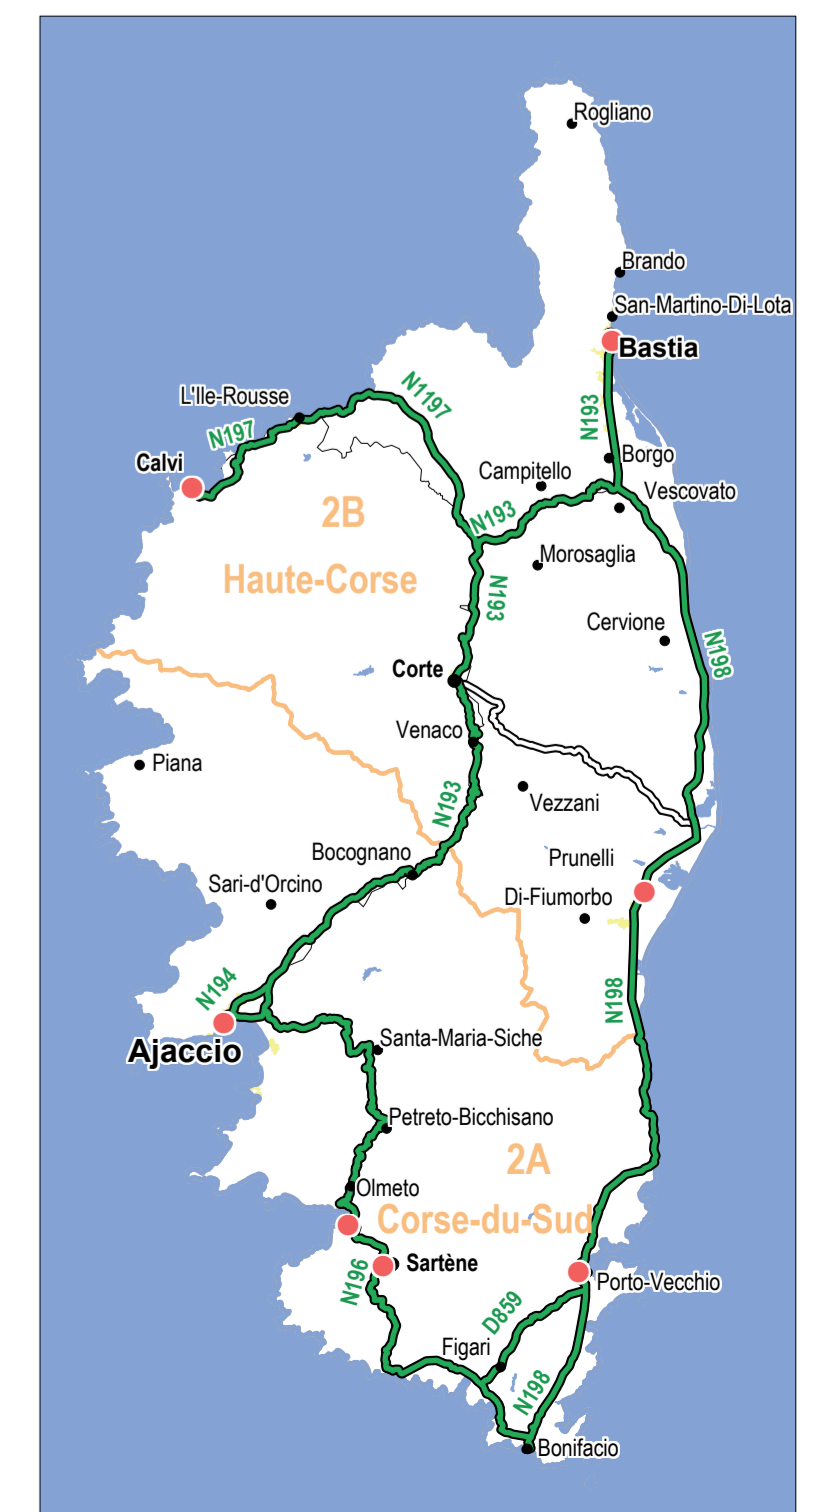 Rogliano
Brando
San-Martino-Di-Lota
Bastia
N1197
L'Ile-Rousse
N197
N193
Calvi
Borgo
Campitello
Vescovato
2B
N193
Morosaglia
Haute-Corse
N193
Cervione
N198
Corte
Venaco
Piana
N193
Vezzani
Bocognano
Prunelli
Sari-d'Orcino
Di-Fiumorbo
N194
N198
Ajaccio
Santa-Maria-Siche
Petreto-Bicchisano
2A
Olmeto
Corse-du-Sud
Sartène
N196
Porto-Vecchio
D859
Figari
N198
Bonifacio